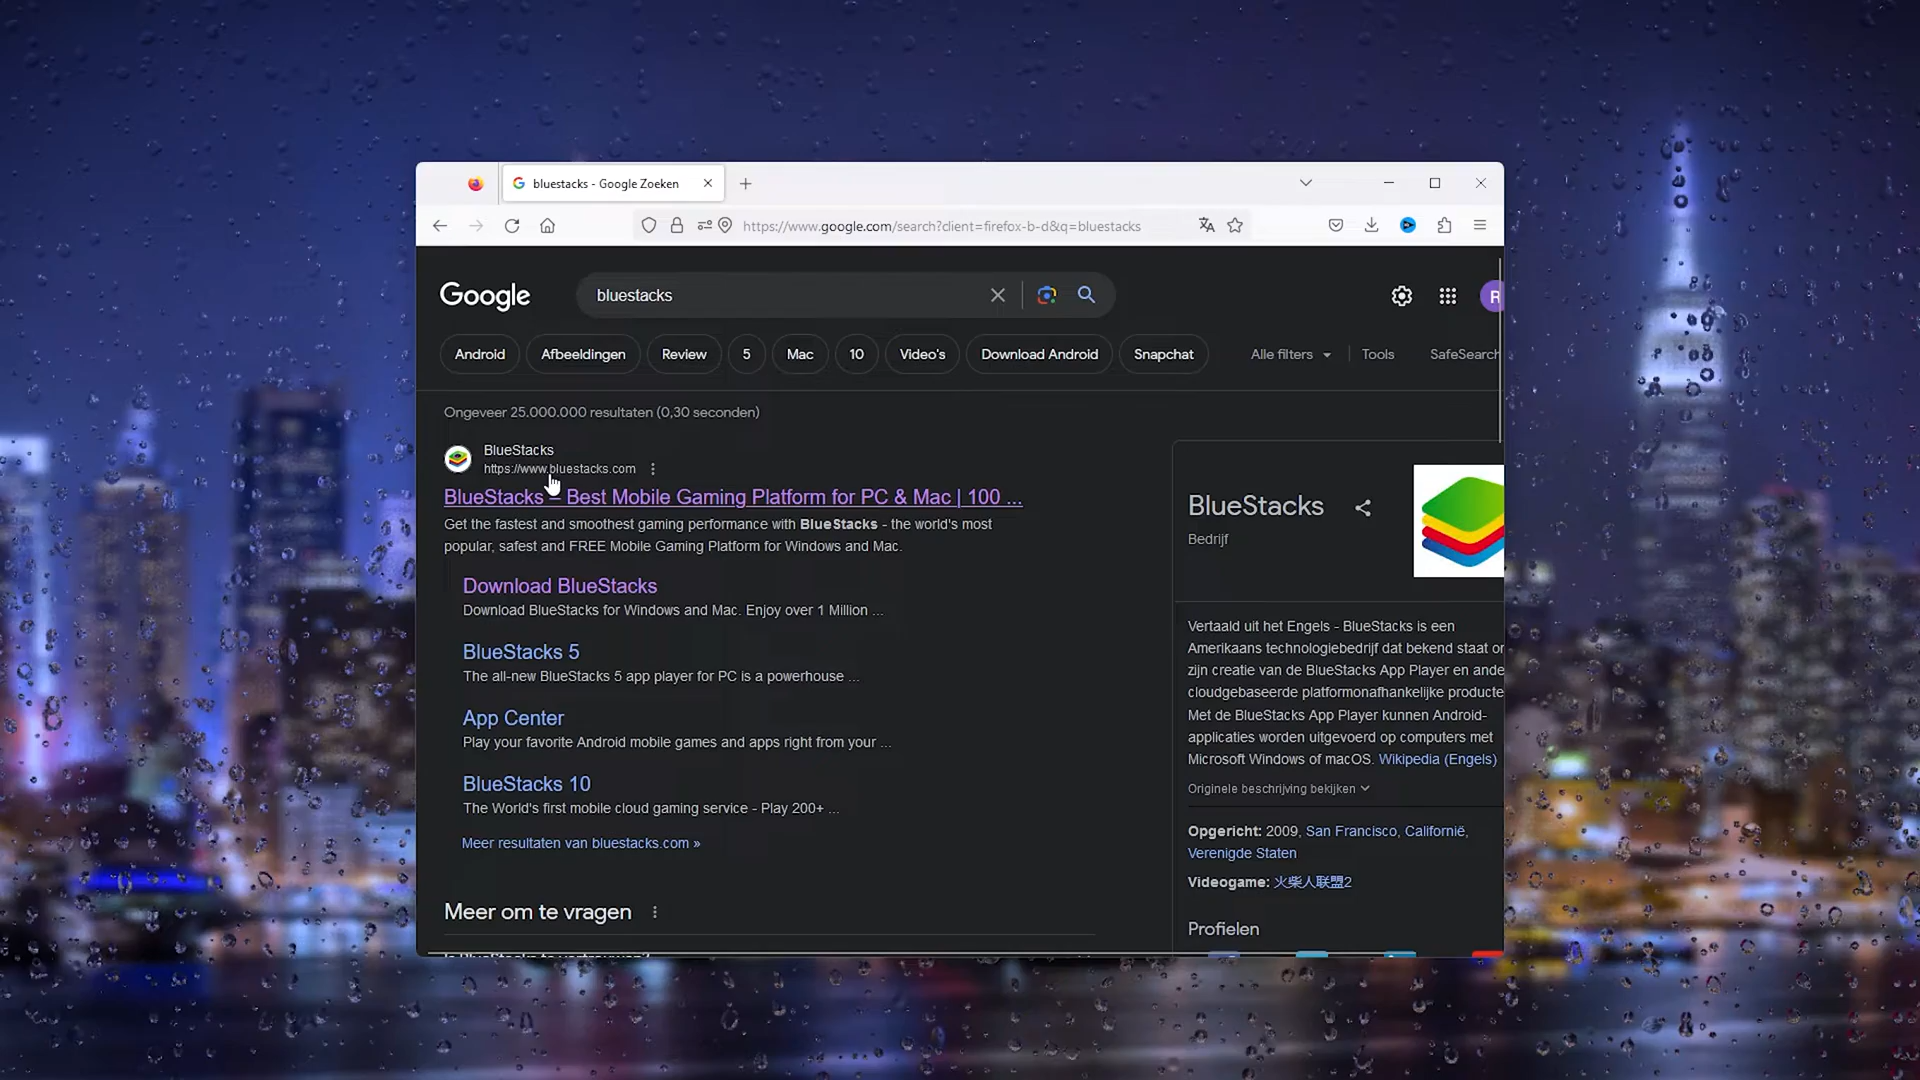 bluestacks - Google Zoeken
https://www.google.com/search?client=firefox-b-d&q=bluestacks
Google
bluestacks
R
Android
Afbeeldingen
Review
5
Mac
10
Video's
Download Android
Snapchat
Alle filters
Tools
SafeSearch
Ongeveer 25.000.000 resultaten (0,30 seconden)
BlueStacks
https://www.bluestacks.com
BlueStacks – Best Mobile Gaming Platform for PC & Mac | 100 ...
Get the fastest and smoothest gaming performance with BlueStacks - the world's most
popular, safest and FREE Mobile Gaming Platform for Windows and Mac.
Download BlueStacks
Download BlueStacks for Windows and Mac. Enjoy over 1 Million ...
BlueStacks 5
The all-new BlueStacks 5 app player for PC is a powerhouse ...
App Center
Play your favorite Android mobile games and apps right from your ...
BlueStacks 10
The World's first mobile cloud gaming service - Play 200+ ...
Meer resultaten van bluestacks.com »
Meer om te vragen
BlueStacks
Bedrijf
Vertaald uit het Engels - BlueStacks is een
Amerikaans technologiebedrijf dat bekend staat
zijn creatie van de BlueStacks App Player en ande
cloudgebaseerde platformonafhankelijke producte
Met de BlueStacks App Player kunnen Android-
applicaties worden uitgevoerd op computers met
Microsoft Windows of macOS. Wikipedia (Engels)
Originele beschrijving bekijken
Opgericht: 2009, San Francisco, Californië,
Verenigde Staten
Videogame: 火柴人联盟2
Profielen